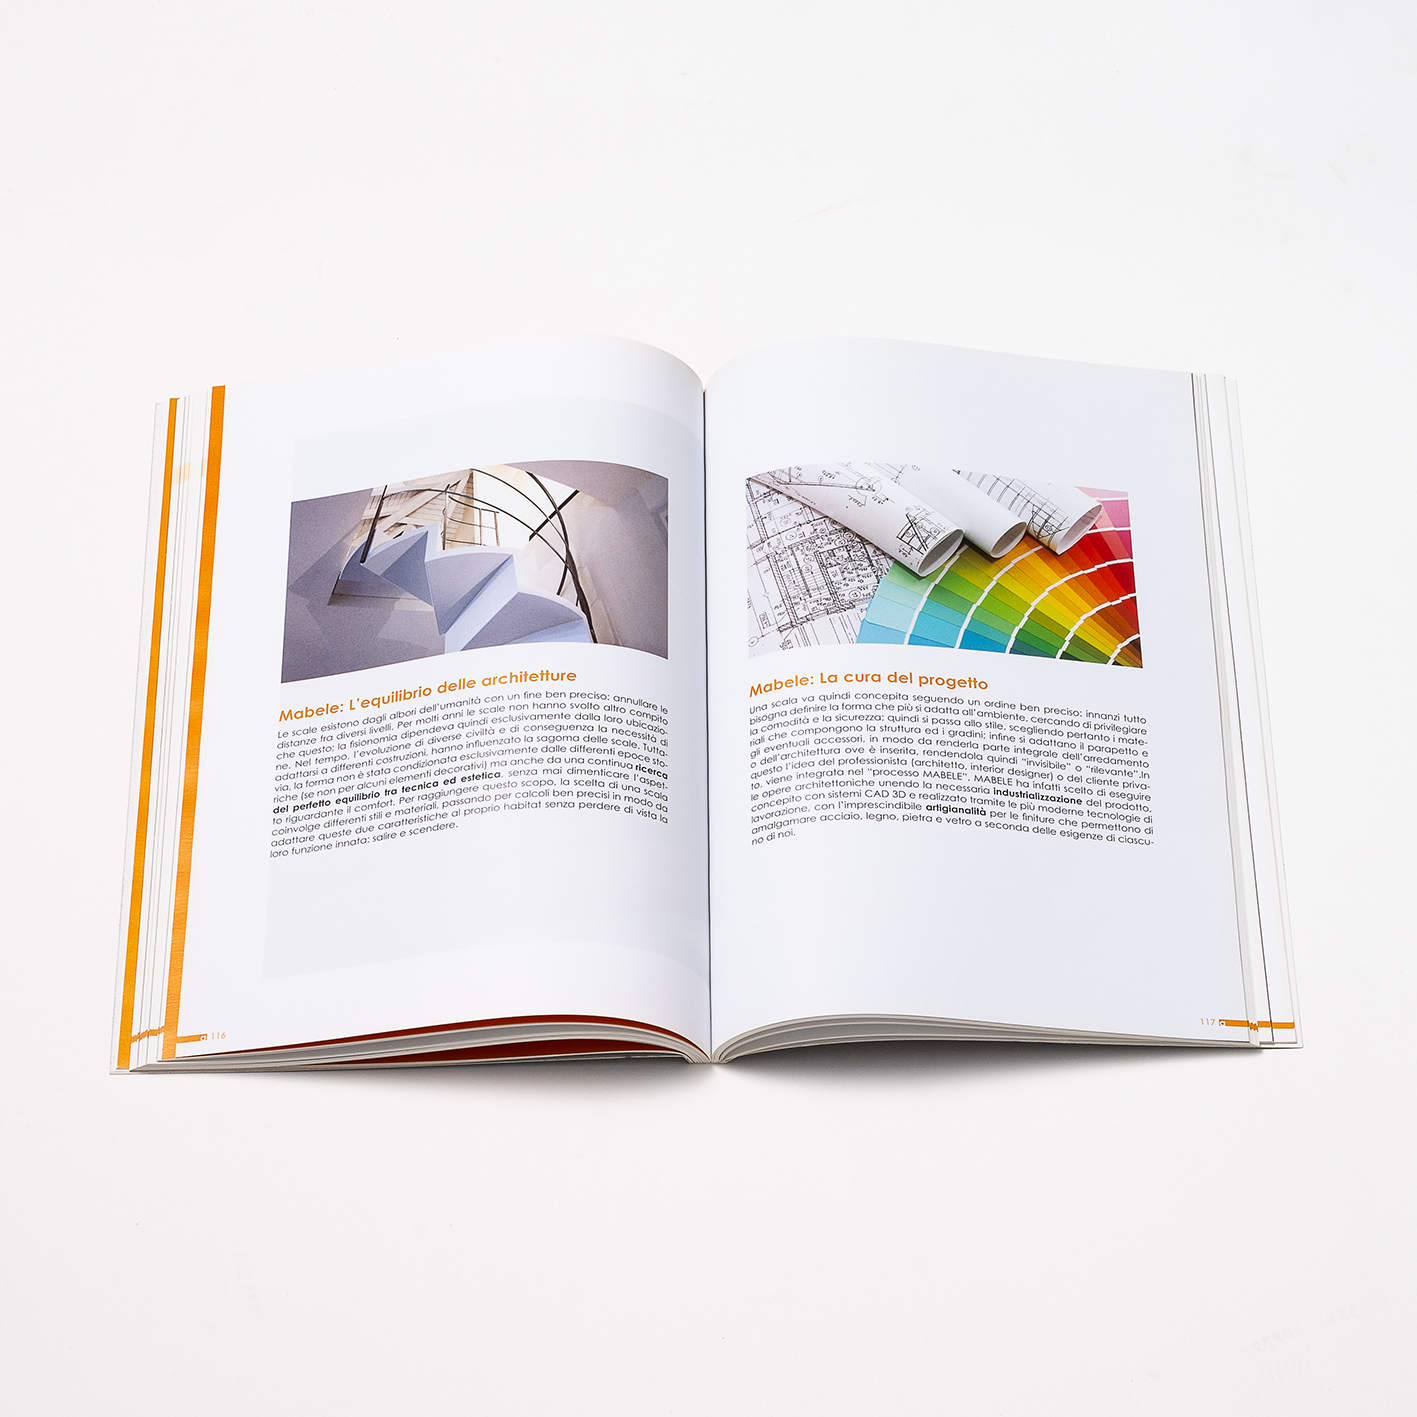 Mabele: L'equilibrio delle architetture
Le scale esistono dagli albori dell'umanità con un fine ben preciso: annullare le
distanze fra diversi livelli. Per molti anni le scale non hanno svolto altro compito
che questo: la fisionomia dipendeva quindi esclusivamente dalla loro ubicazio-
ne. Nel tempo, l'evoluzione di diverse civiltà e di conseguenza la necessità di
adattarsi a differenti costruzioni, hanno influenzato la sagoma delle scale. Tutta-
via, la forma non è stata condizionata esclusivamente dalle differenti epoche sto-
riche (se non per alcuni elementi decorativi) ma anche da una continua ricerca
del perfetto equilibrio tra tecnica ed estetica, senza mai dimenticare l'aspet-
to riguardante il comfort. Per raggiungere questo scopo, la scelta di una scala
coinvolge differenti stili e materiali, passando per calcoli ben precisi in modo da
adattare queste due caratteristiche al proprio habitat senza perdere di vista la
loro funzione innata: salire e scendere.
116
Mabele: La cura del progetto
Una scala va quindi concepita seguendo un ordine ben preciso: innanzi tutto
bisogna definire la forma che più si adatta all'ambiente, cercando di privilegiare
la comodità e la sicurezza; quindi si passa allo stile, scegliendo pertanto i mate-
riali che compongono la struttura ed i gradini; infine si adattano il parapetto e
gli eventuali accessori, in modo da renderla parte integrale dell'arredamento
o dell'architettura ove è inserita, rendendola quindi "invisibile" o "rilevante".In
questo l'idea del professionista (architetto, interior designer) o del cliente priva-
to, viene integrata nel "processo MABELE". MABELE ha infatti scelto di eseguire
le opere architettoniche unendo la necessaria industrializzazione del prodotto,
concepito con sistemi CAD 3D e realizzato tramite le più moderne tecnologie di
lavorazione, con l'imprescindibile artigianalità per le finiture che permettono di
amalgamare acciaio, legno, pietra e vetro a seconda delle esigenze di ciascu-
no di noi.
117